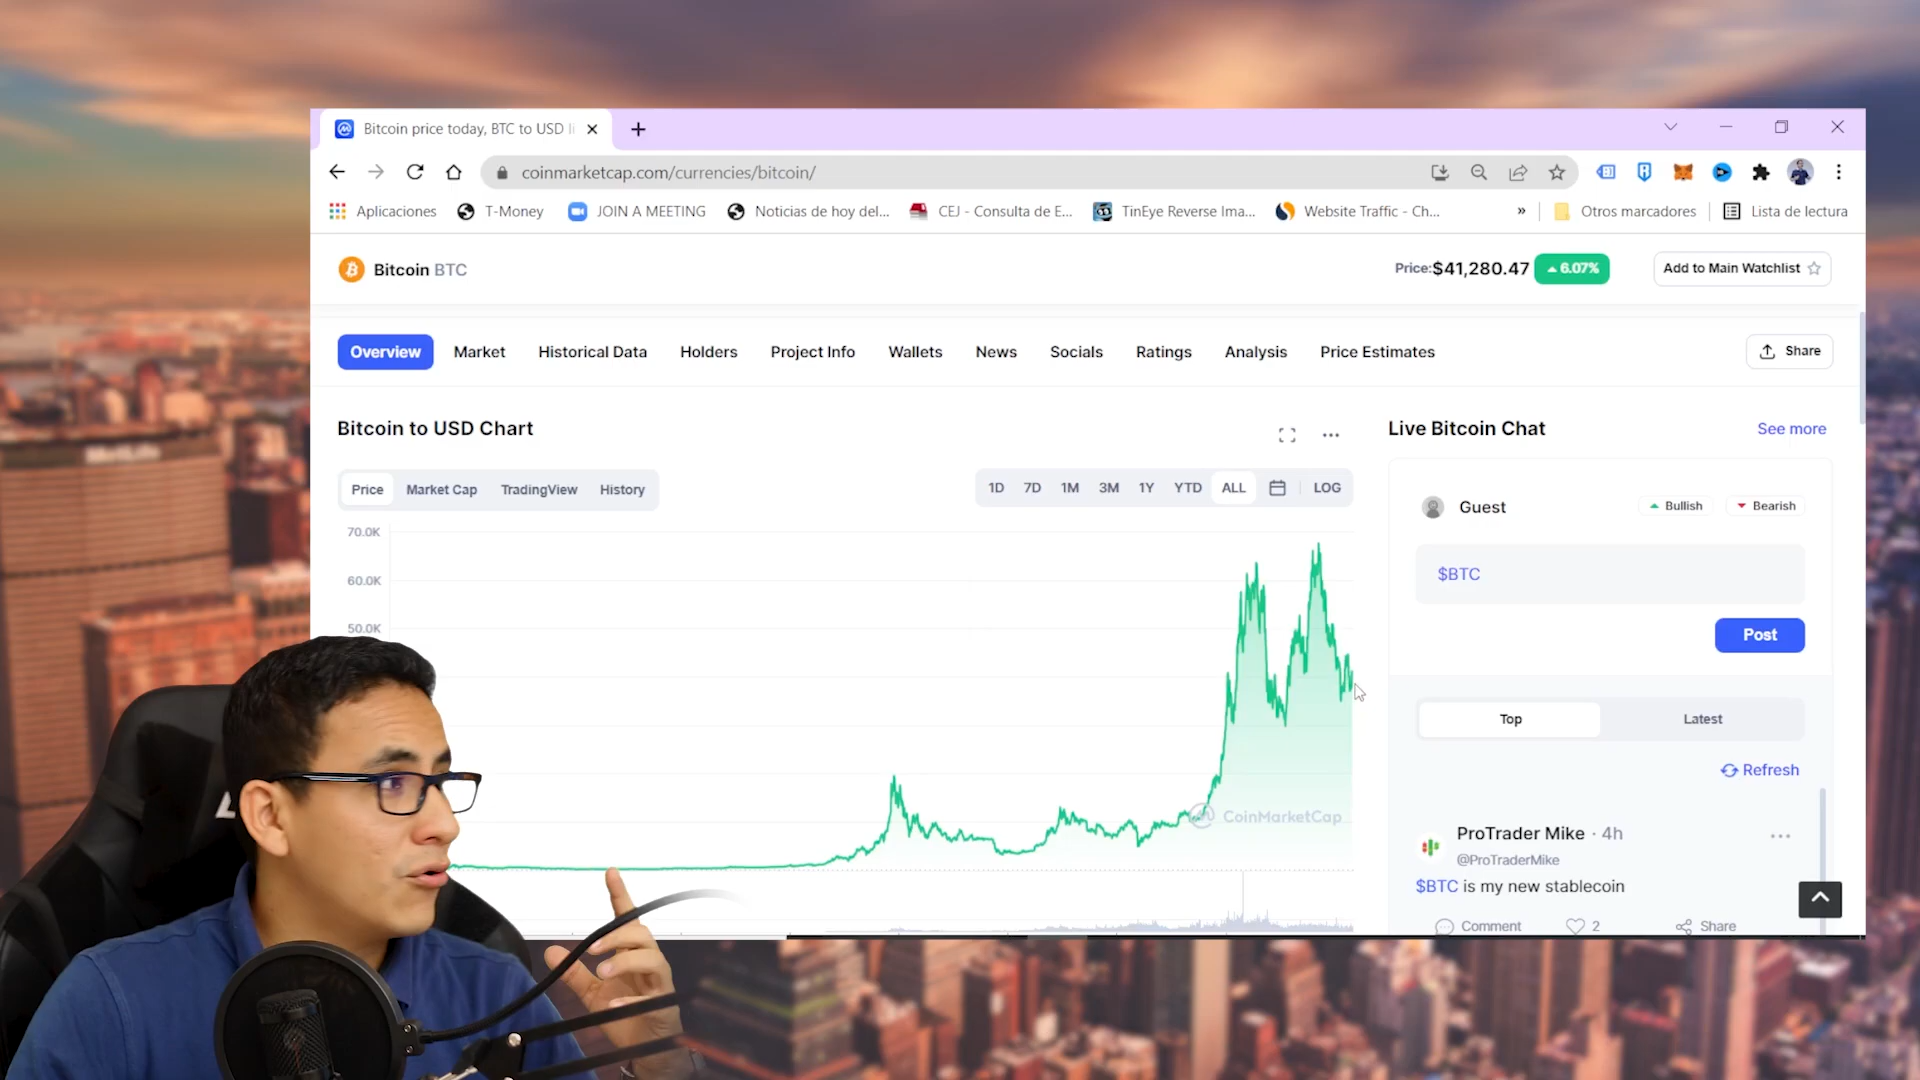 Bitcoin price today, BTC to USD li
coinmarketcap.com/currencies/bitcoin/
Aplicaciones T-Money JOIN A MEETING Noticias de hoy del... CEJ - Consulta de E... TinEye Reverse Ima... Website Traffic - Ch... » Otros marcadores Lista de lectura
Bitcoin BTC Price:$41,280.47 6.07% Add to Main Watchlist
Overview Market Historical Data Holders Project Info Wallets News Socials Ratings Analysis Price Estimates Share
Bitcoin to USD Chart
Price Market Cap TradingView History 1D 7D 1M 3M 1Y YTD ALL LOG
70.0K
60.0K
50.0K
CoinMarketCap
Live Bitcoin Chat See more
Guest Bullish Bearish
$BTC
Post
Top Latest
Refresh
ProTrader Mike · 4h
@ProTraderMike
$BTC is my new stablecoin
Comment 2 Share
MetLife